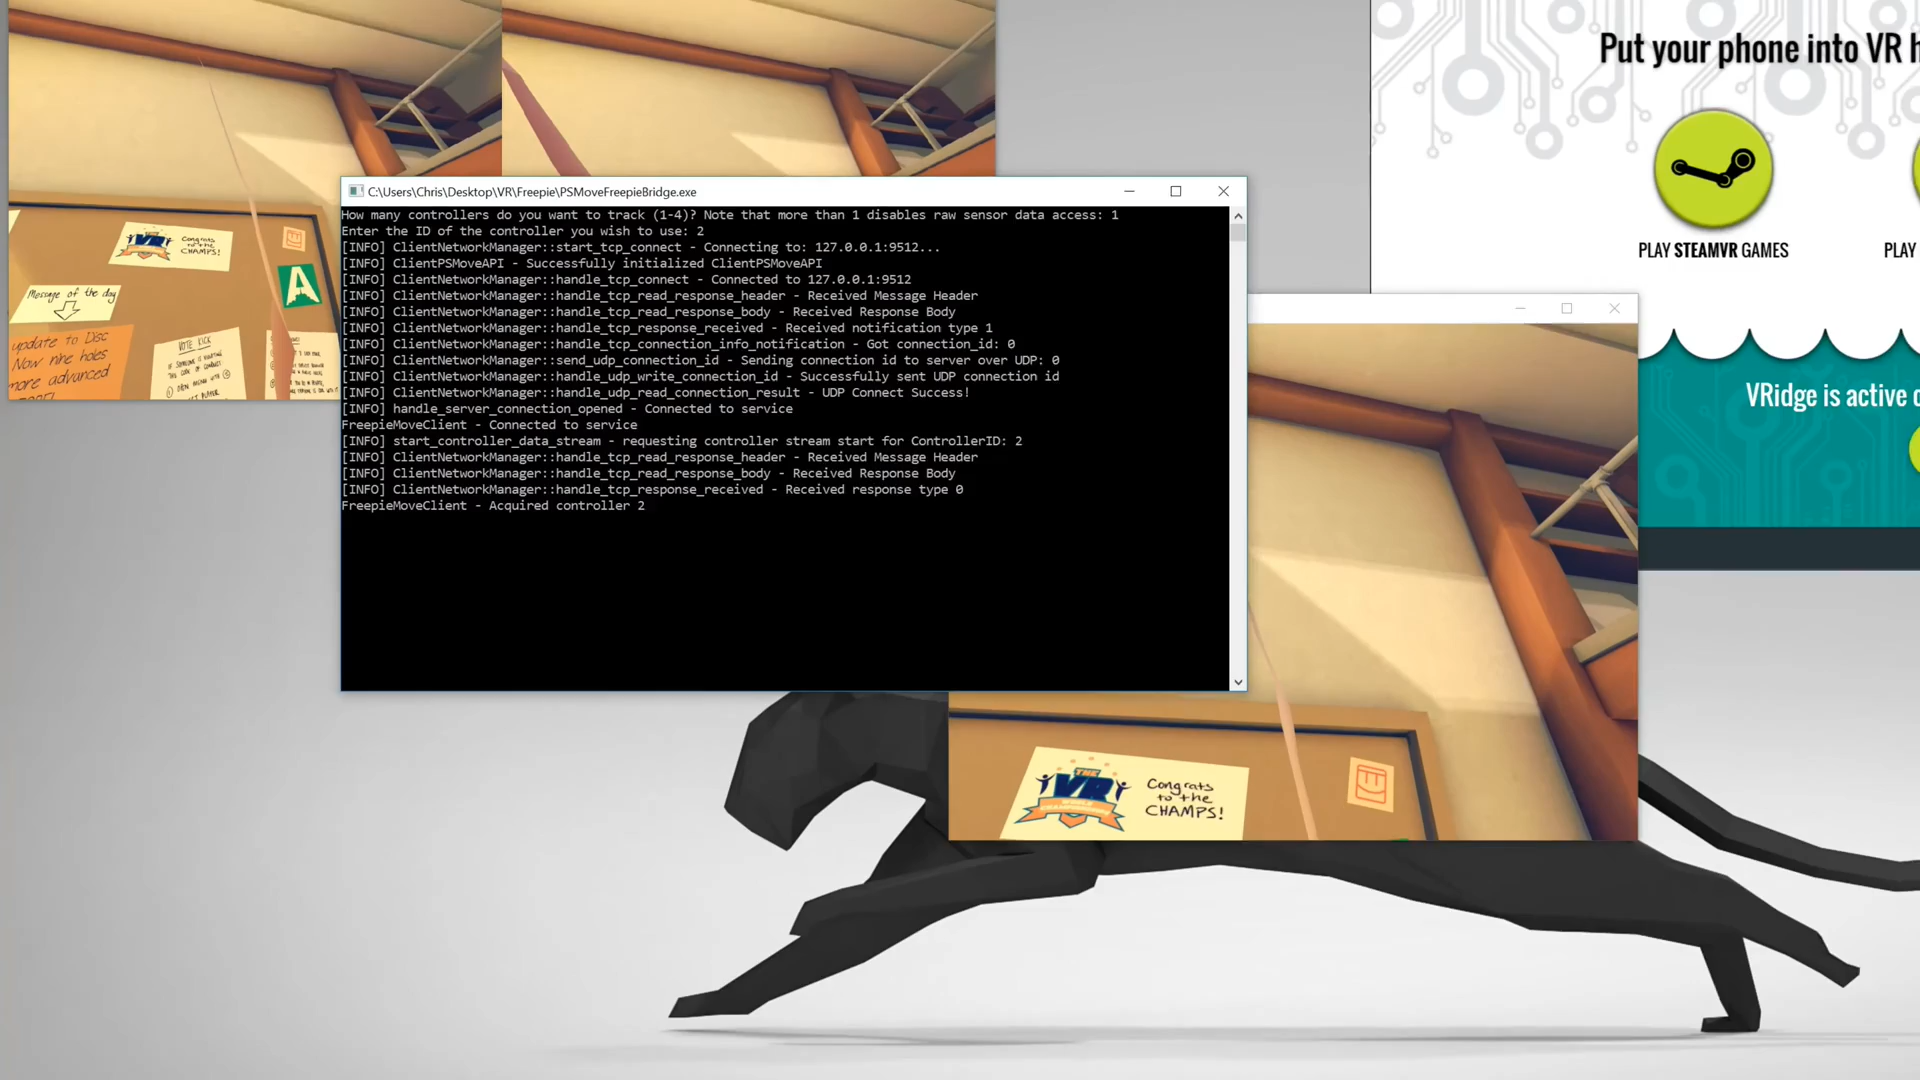 C:\Users\Chris\Desktop\VR\Freepie\PSMoveFreepieBridge.exe
How many controllers do you want to track (1-4)? Note that more than 1 disables raw sensor data access: 1
Enter the ID of the controller you wish to use: 2
[INFO] ClientNetworkManager::start_tcp_connect - Connecting to: 127.0.0.1:9512...
[INFO] ClientPSMoveAPI - Successfully initialized ClientPSMoveAPI
[INFO] ClientNetworkManager::handle_tcp_connect - Connected to 127.0.0.1:9512
[INFO] ClientNetworkManager::handle_tcp_read_response_header - Received Message Header
[INFO] ClientNetworkManager::handle_tcp_read_response_body - Received Response Body
[INFO] ClientNetworkManager::handle_tcp_response_received - Received notification type 1
[INFO] ClientNetworkManager::handle_tcp_connection_info_notification - Got connection_id: 0
[INFO] ClientNetworkManager::send_udp_connection_id - Sending connection id to server over UDP: 0
[INFO] ClientNetworkManager::handle_udp_write_connection_id - Successfully sent UDP connection id
[INFO] ClientNetworkManager::handle_udp_read_connection_result - UDP Connect Success!
[INFO] handle_server_connection_opened - Connected to service
FreepieMoveClient - Connected to service
[INFO] start_controller_data_stream - requesting controller stream start for ControllerID: 2
[INFO] ClientNetworkManager::handle_tcp_read_response_header - Received Message Header
[INFO] ClientNetworkManager::handle_tcp_read_response_body - Received Response Body
[INFO] ClientNetworkManager::handle_tcp_response_received - Received response type 0
FreepieMoveClient - Acquired controller 2
Put your phone into VR h
PLAY STEAMVR GAMES
PLAY
VRidge is active o
VR
Congrats
to the
CHAMPS!
A
Message of the day
update to Disc
Now nine holes
more advanced
VOTE KICK
THE
VR
Congrats
to the
CHAMPS!